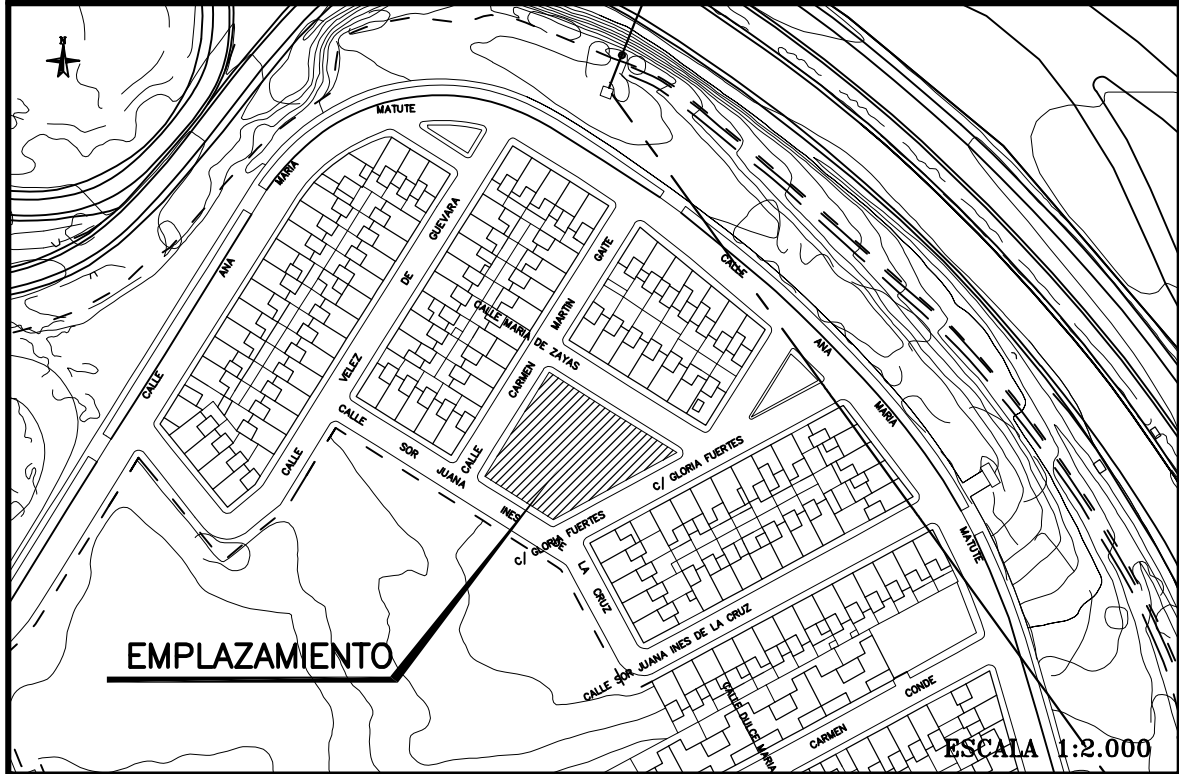 N
MATUTE
MARIA
ANA
CALLE
GUEVARA
DE
VELEZ
CALLE
GAITE
MARTIN
CARMEN
CALLE
CALLE MARIA DE ZAYAS
CALLE
ANA
MARIA
MATUTE
CALLE
SOR
JUANA
INES
DE
LA
CRUZ
C/ GLORIA FUERTES
C/ GLORIA FUERTES
CALLE SOR JUANA INES DE LA CRUZ
CALLE DULCE MARIA
CARMEN
CONDE
EMPLAZAMIENTO
ESCALA 1:2.000